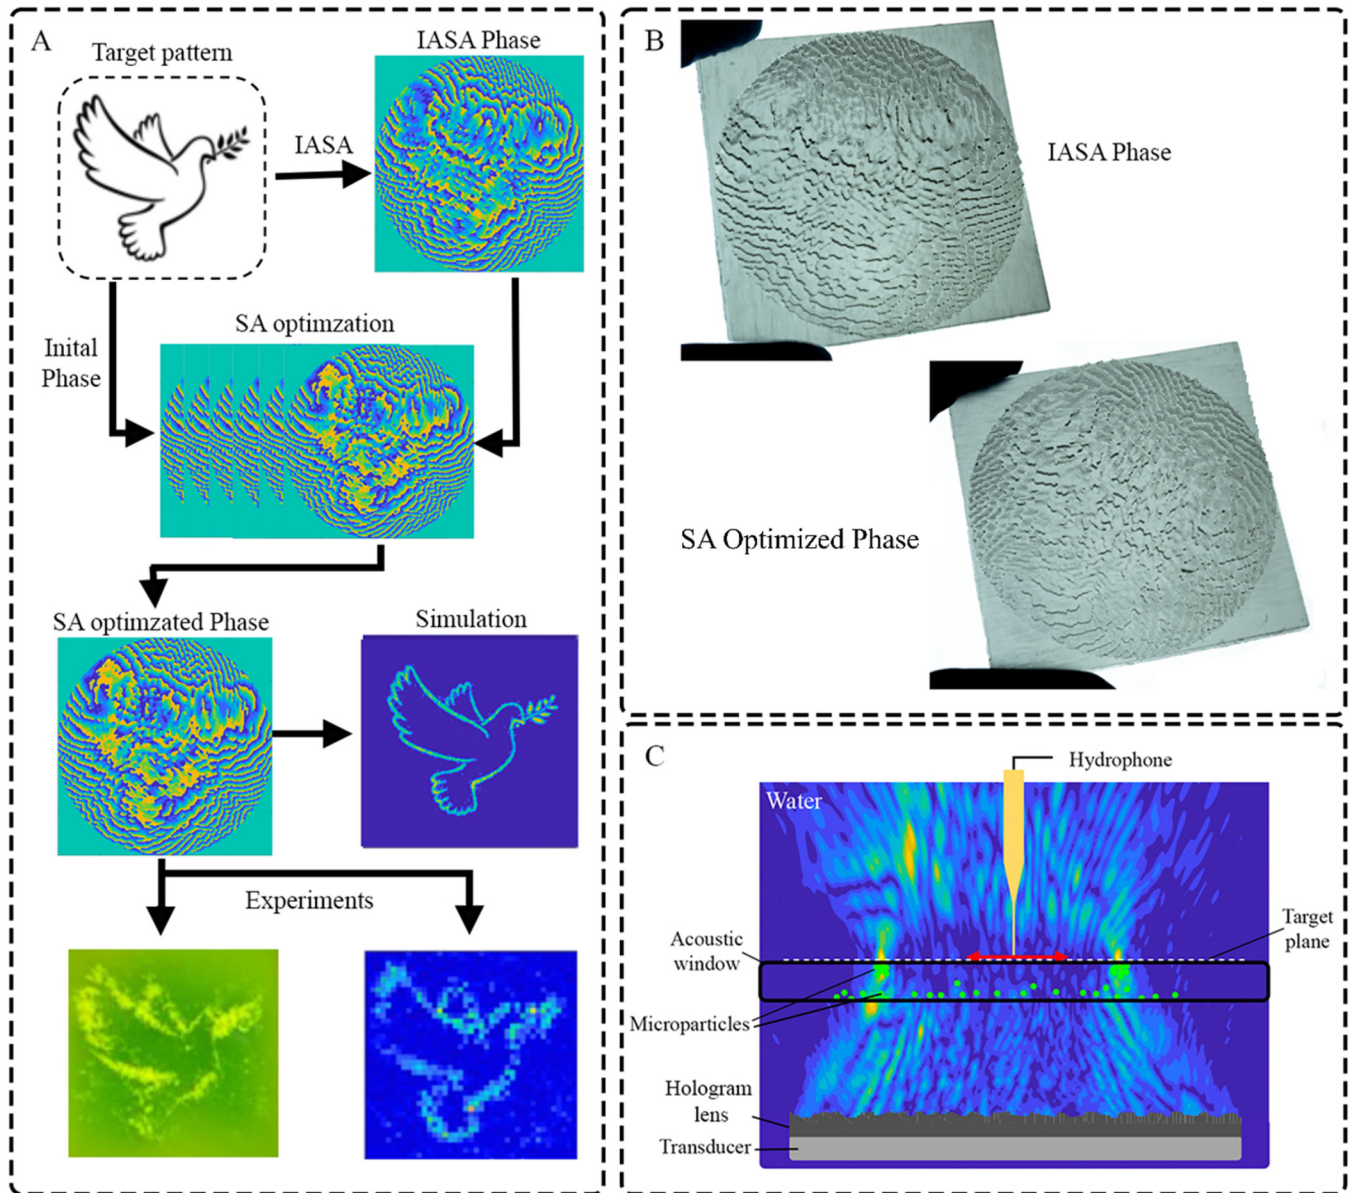 A
Target pattern
IASA Phase
IASA
SA optimzation
Inital
Phase
SA optimzated Phase
Simulation
Experiments
B
IASA Phase
SA Optimized Phase
C
Hydrophone
Water
Acoustic
window
Target
plane
Microparticles
Hologram
lens
Transducer